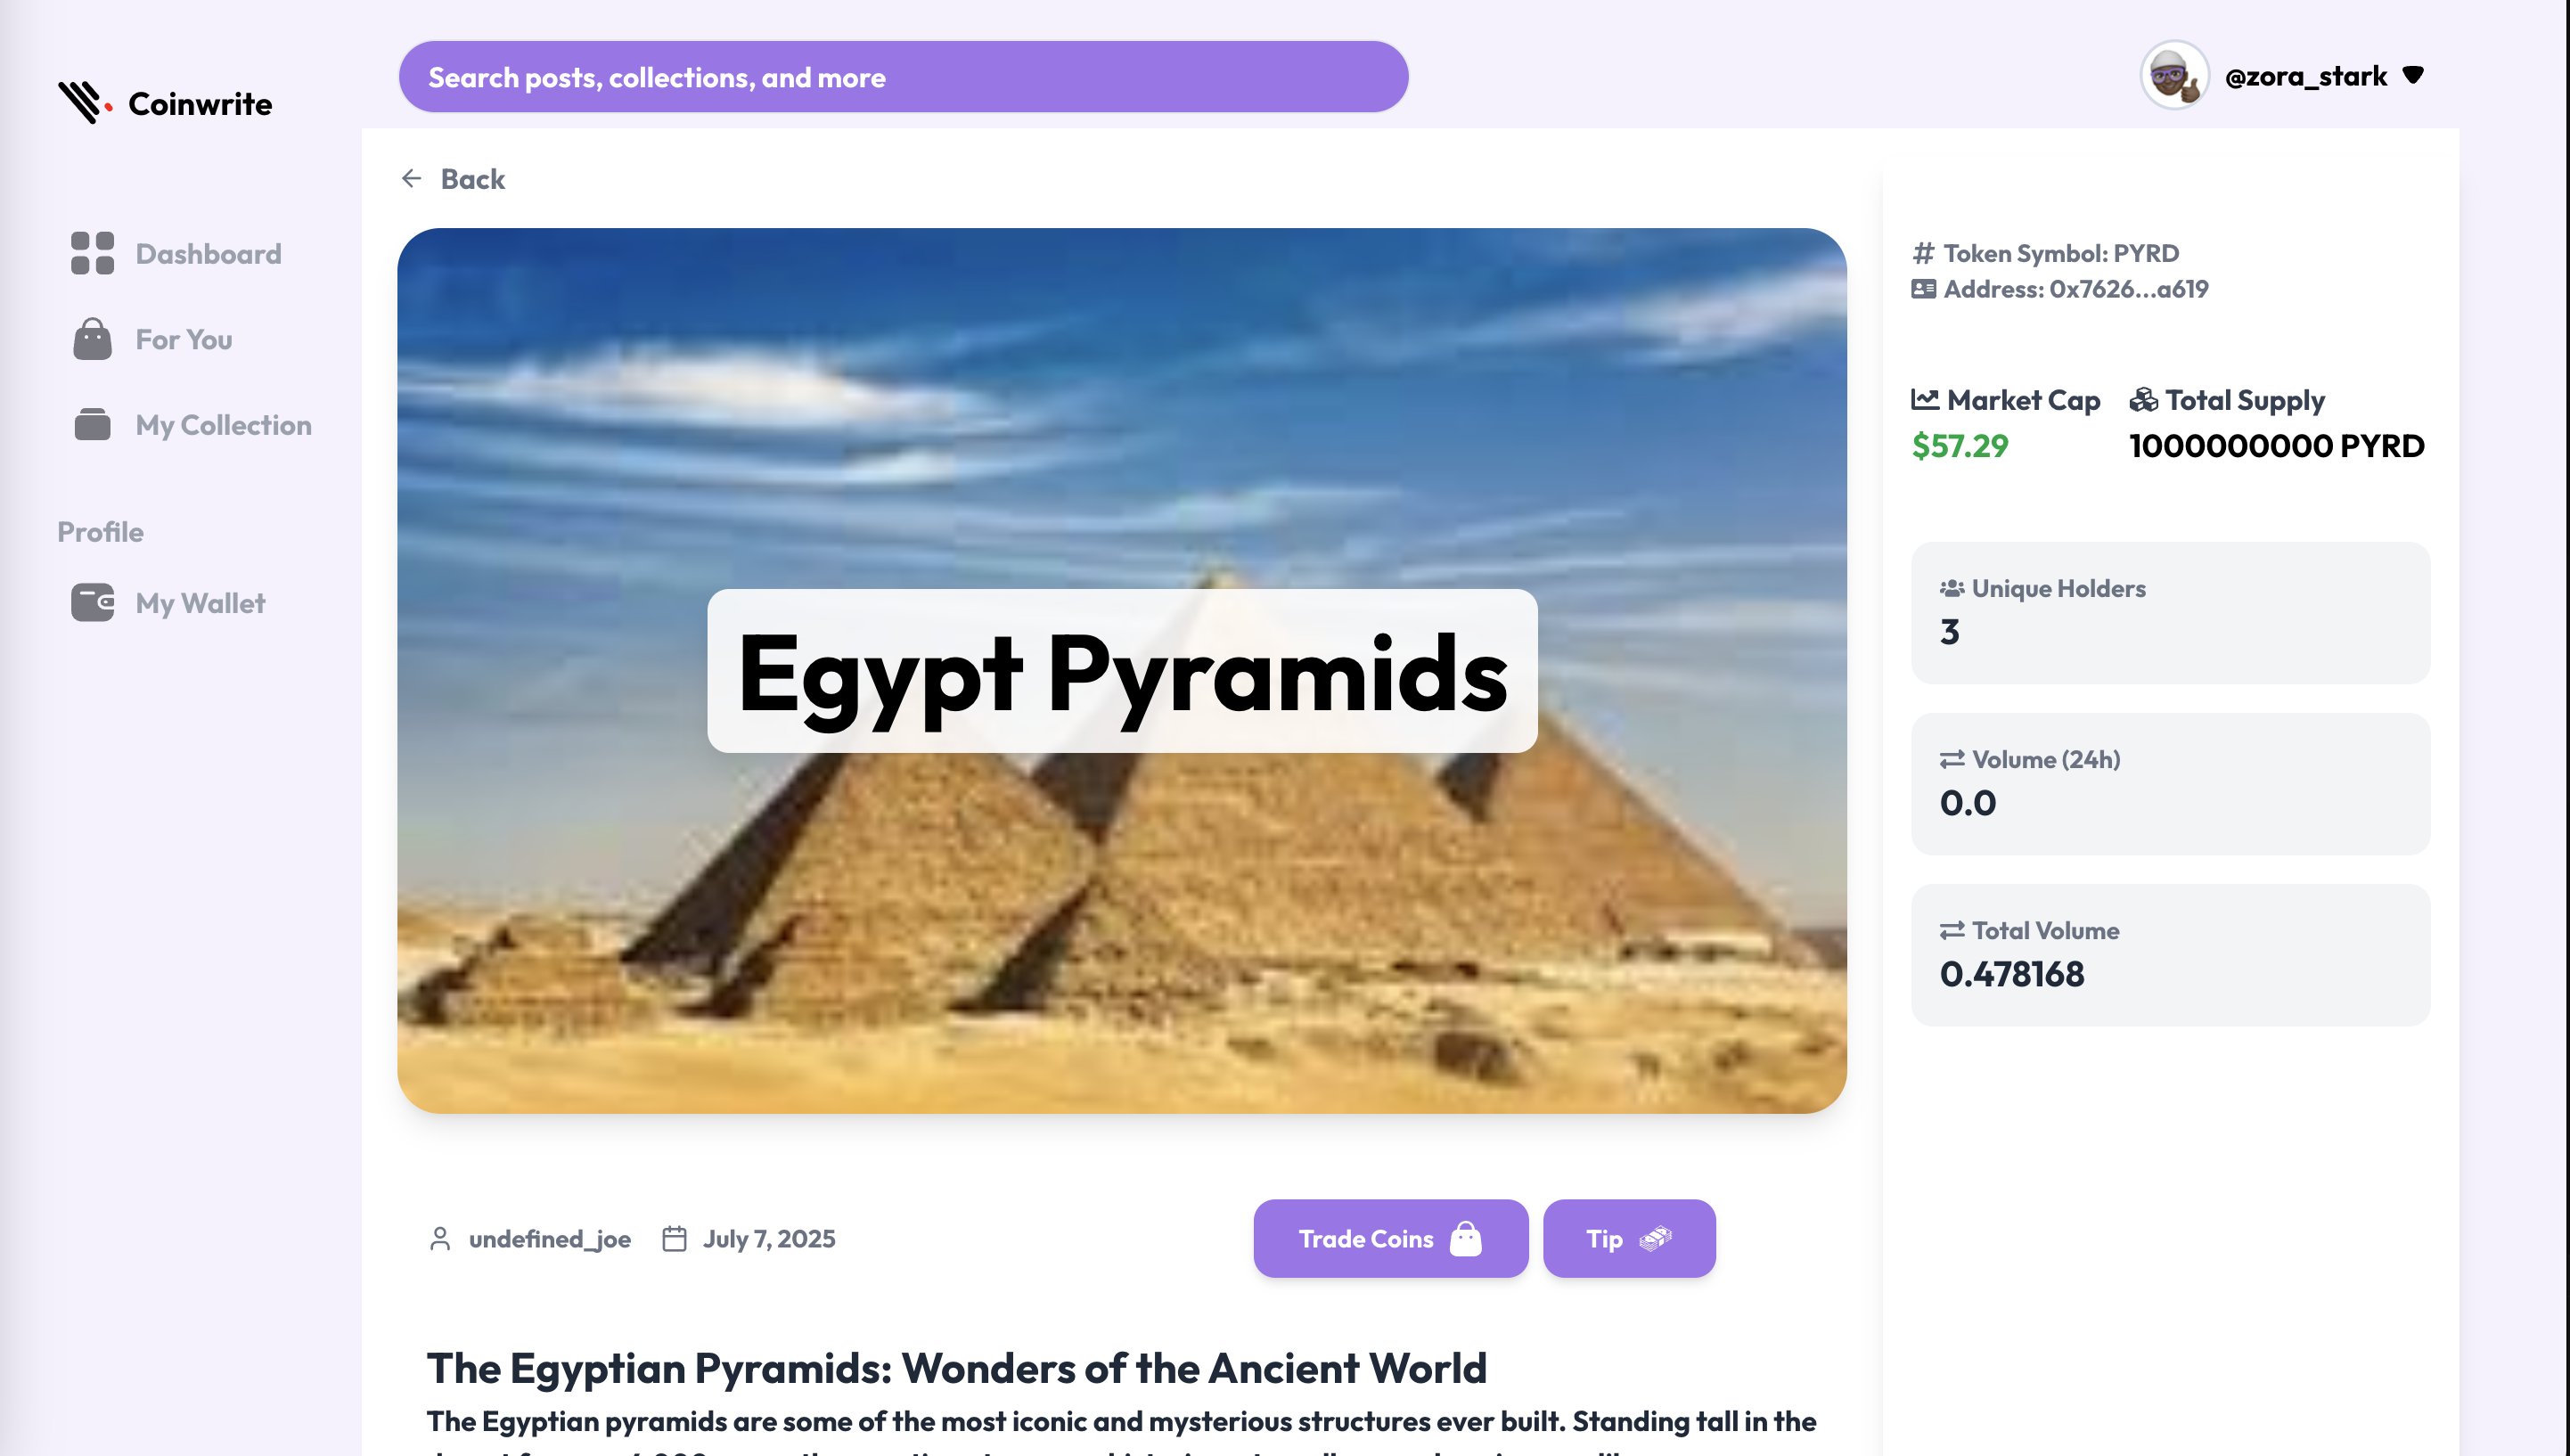 Coinwrite
Search posts, collections, and more
@zora_stark
Dashboard
For You
My Collection
Profile
My Wallet
Back
Egypt Pyramids
undefined_joe July 7, 2025
Trade Coins
Tip
The Egyptian Pyramids: Wonders of the Ancient World
The Egyptian pyramids are some of the most iconic and mysterious structures ever built. Standing tall in the
Token Symbol: PYRD
Address: 0x7626...a619
Market Cap
$57.29
Total Supply
1000000000 PYRD
Unique Holders
3
Volume (24h)
0.0
Total Volume
0.478168